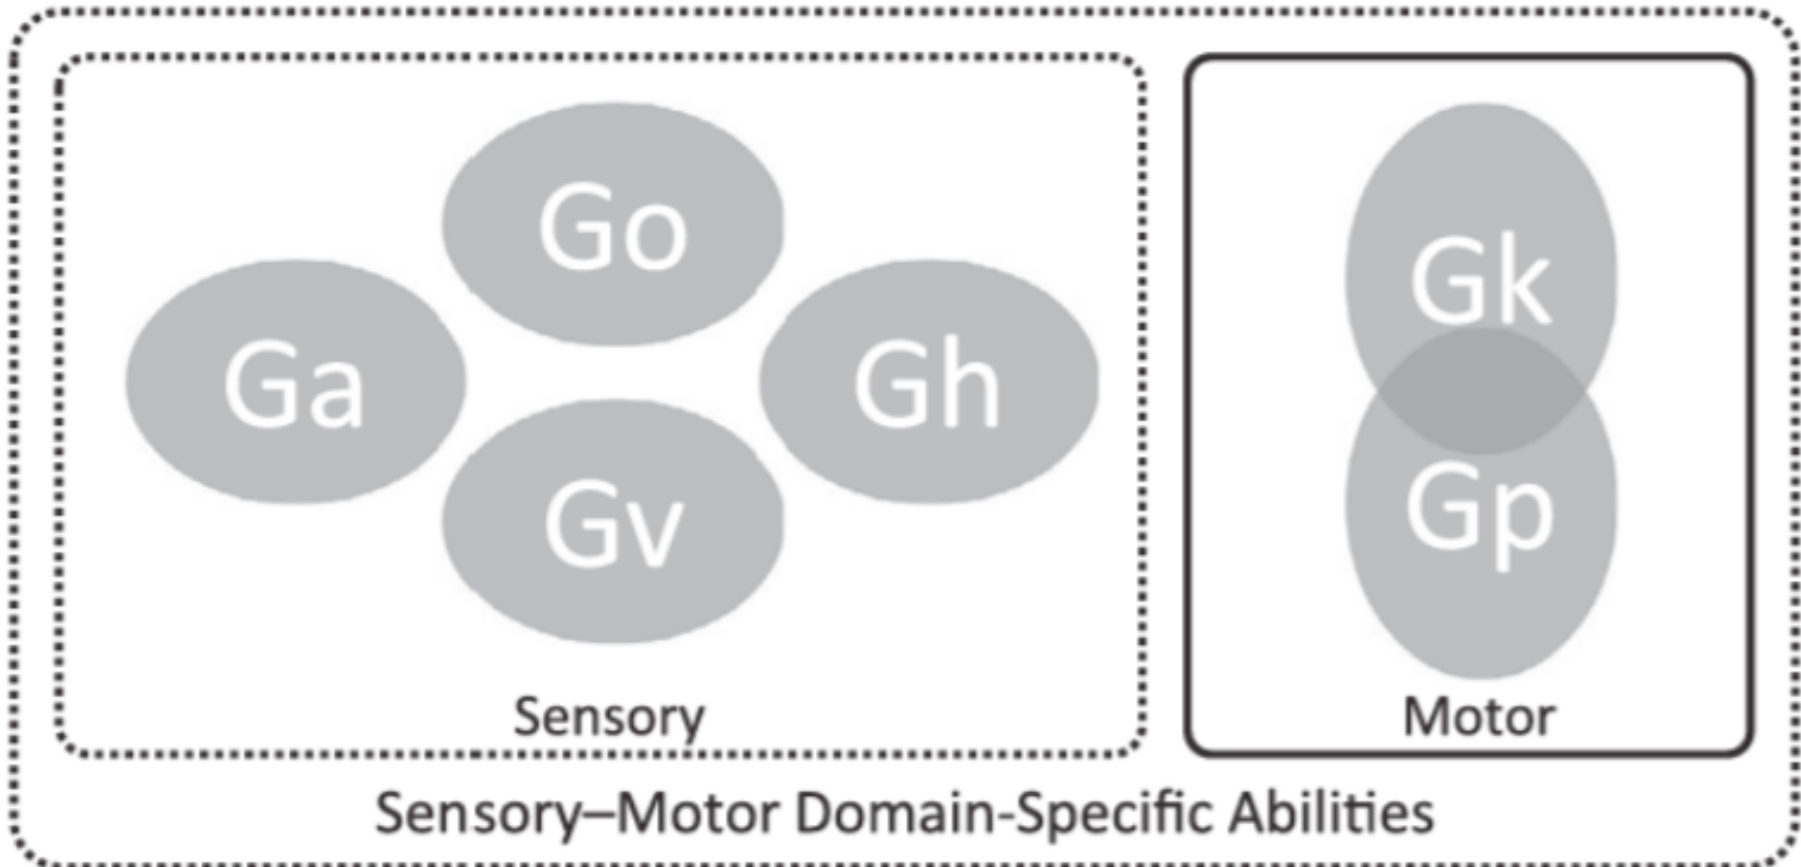 Go
Ga
Gh
Gv
Sensory
Gk
Gp
Motor
Sensory–Motor Domain-Specific Abilities